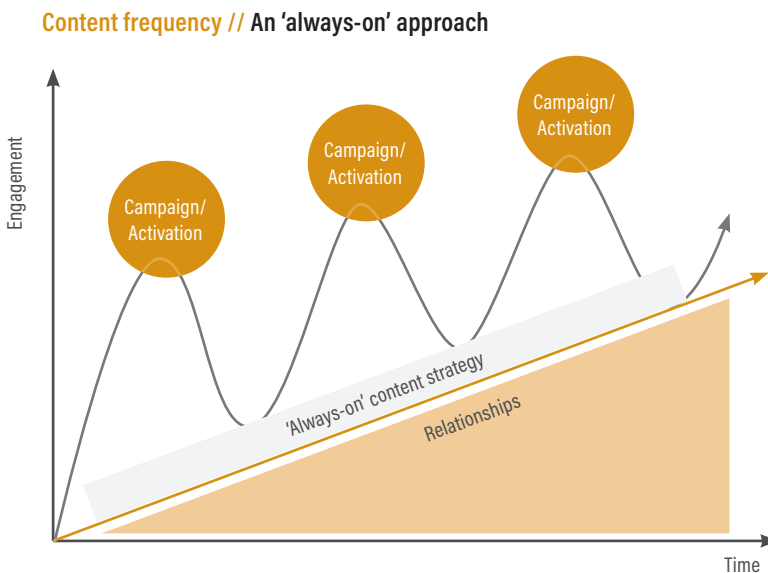 Content frequency // An ‘always-on’ approach
Engagement
Campaign/
Activation
Campaign/
Activation
Campaign/
Activation
‘Always-on’ content strategy
Relationships
Time